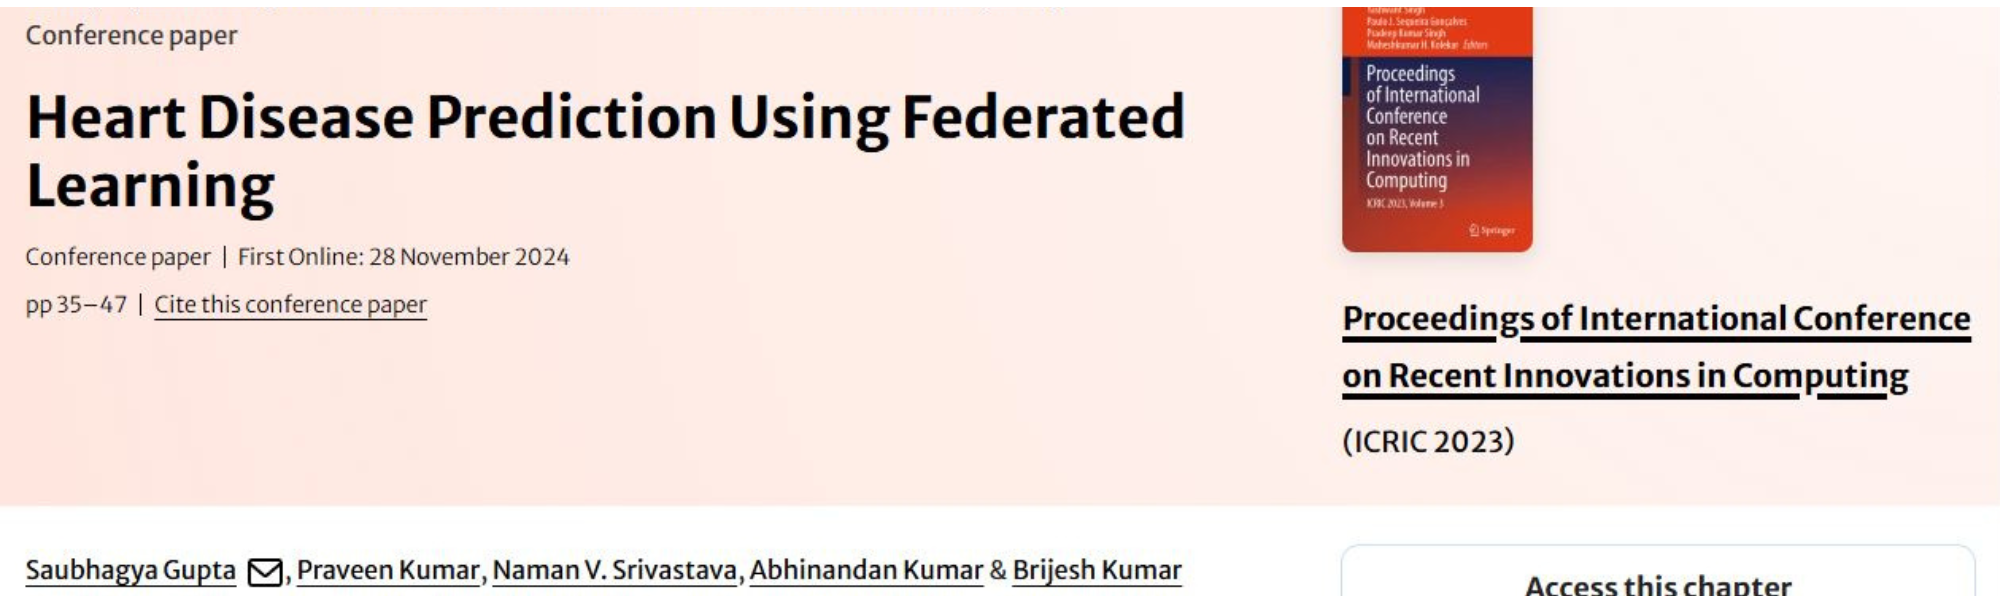 Conference paper
Heart Disease Prediction Using Federated
Learning
Conference paper | First Online: 28 November 2024
pp 35–47 | Cite this conference paper
Saubhagya Gupta, Praveen Kumar, Naman V. Srivastava, Abhinandan Kumar & Brijesh Kumar
Yashwant Singh
Paulo J. Sequeira Gonçalves
Pradeep Kumar Singh
Maheshkumar H. Kolekar Editors
Proceedings
of International
Conference
on Recent
Innovations in
Computing
ICRIC 2023, Volume 3
Springer
Proceedings of International Conference
on Recent Innovations in Computing
(ICRIC 2023)
Access this chapter